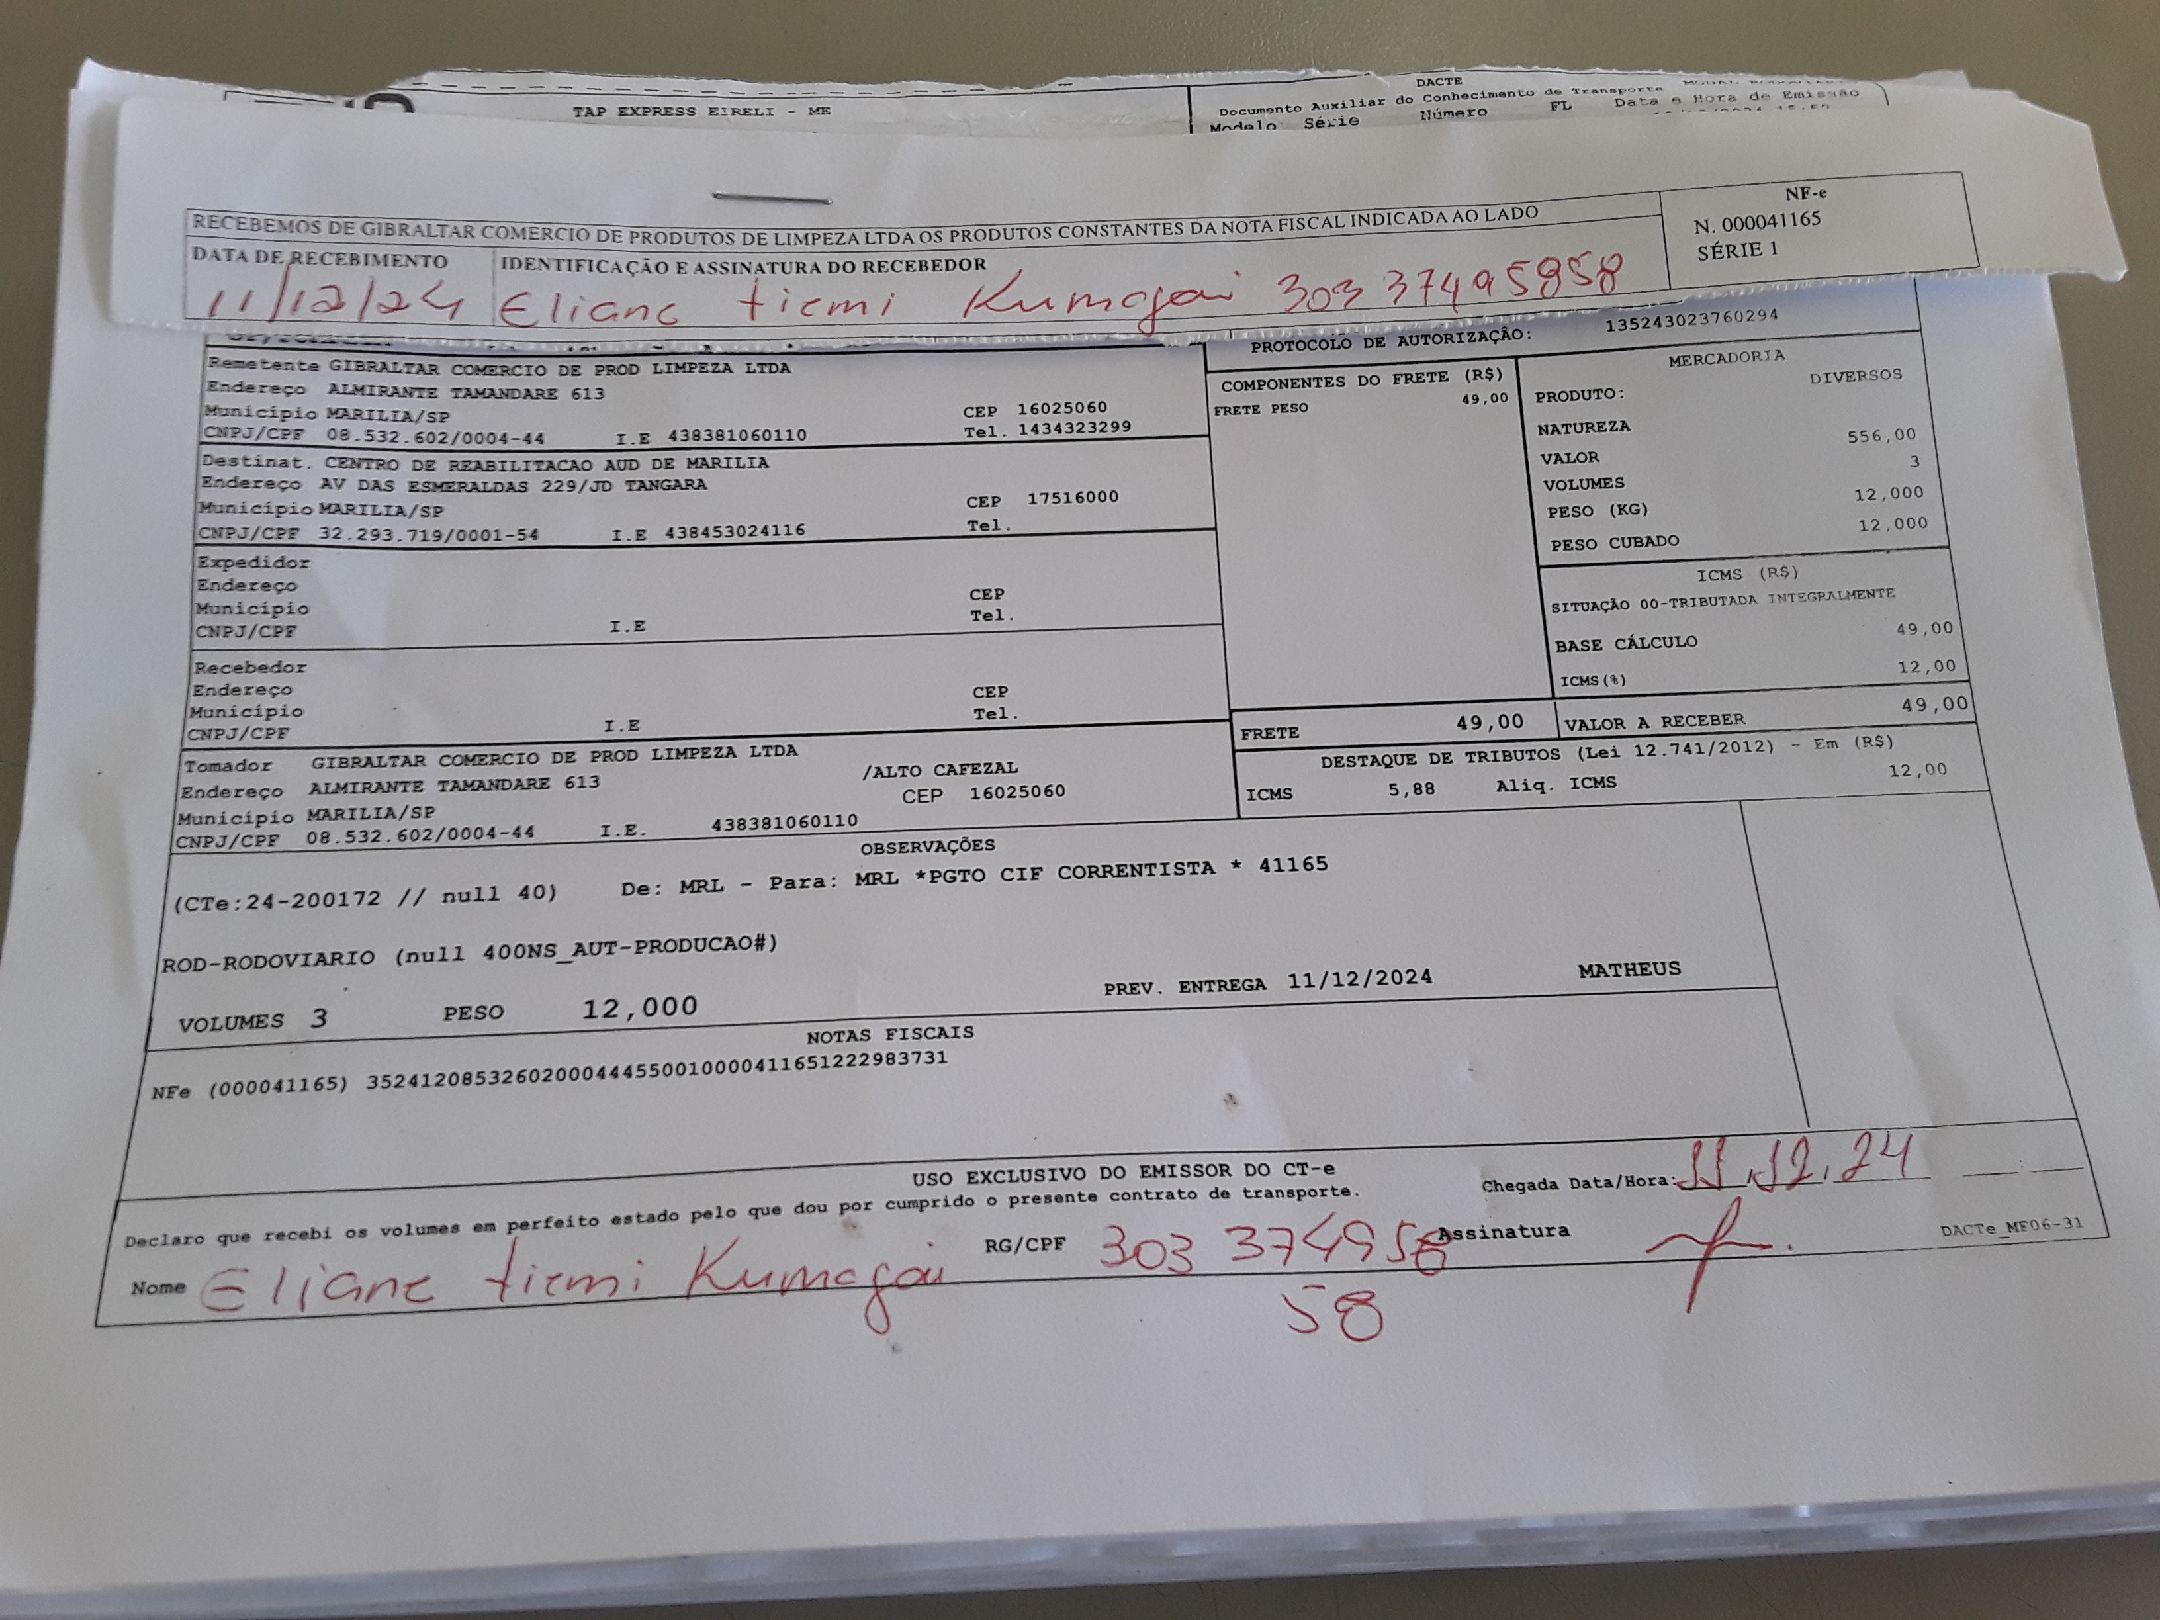 TAP EXPRESS EIRELI - ME
DACTE
Documento Auxiliar do Conhecimento de Transporte
Modelo Série Número FL Data e Hora de Emissão
RECEBEMOS DE GIBRALTAR COMERCIO DE PRODUTOS DE LIMPEZA LTDA OS PRODUTOS CONSTANTES DA NOTA FISCAL INDICADA AO LADO
NF-e
N. 000041165
SÉRIE 1
DATA DE RECEBIMENTO
11/12/24
IDENTIFICAÇÃO E ASSINATURA DO RECEBEDOR
Eliane tiemi Kumagai 303 37495858
PROTOCOLO DE AUTORIZAÇÃO: 135243023760294
Remetente GIBRALTAR COMERCIO DE PROD LIMPEZA LTDA
Endereço ALMIRANTE TAMANDARE 613
Município MARILIA/SP CEP 16025060
CNPJ/CPF 08.532.602/0004-44 I.E 438381060110 Tel. 1434323299
Destinat. CENTRO DE REABILITACAO AUD DE MARILIA
Endereço AV DAS ESMERALDAS 229/JD TANGARA
Município MARILIA/SP CEP 17516000
CNPJ/CPF 32.293.719/0001-54 I.E 438453024116 Tel.
Expedidor
Endereço
Município CEP
CNPJ/CPF I.E Tel.
Recebedor
Endereço
Município CEP
CNPJ/CPF I.E Tel.
Tomador GIBRALTAR COMERCIO DE PROD LIMPEZA LTDA
Endereço ALMIRANTE TAMANDARE 613 /ALTO CAFEZAL
Município MARILIA/SP CEP 16025060
CNPJ/CPF 08.532.602/0004-44 I.E. 438381060110
COMPONENTES DO FRETE (R$)
FRETE PESO 49,00
MERCADORIA
PRODUTO: DIVERSOS
NATUREZA
VALOR 556,00
VOLUMES 3
PESO (KG) 12,000
PESO CUBADO 12,000
ICMS (R$)
SITUAÇÃO 00-TRIBUTADA INTEGRALMENTE
BASE CÁLCULO 49,00
ICMS(%) 12,00
FRETE 49,00 VALOR A RECEBER 49,00
DESTAQUE DE TRIBUTOS (Lei 12.741/2012) - Em (R$)
ICMS 5,88 Aliq. ICMS 12,00
OBSERVAÇÕES
(CTe:24-200172 // null 40) De: MRL - Para: MRL *PGTO CIF CORRENTISTA * 41165
ROD-RODOVIARIO (null 400NS_AUT-PRODUCAO#)
VOLUMES 3 PESO 12,000 PREV. ENTREGA 11/12/2024 MATHEUS
NOTAS FISCAIS
NFe (000041165) 35241208532602000444550010000411651222983731
USO EXCLUSIVO DO EMISSOR DO CT-e
Declaro que recebi os volumes em perfeito estado pelo que dou por cumprido o presente contrato de transporte.
Chegada Data/Hora: 11.12.24 :
Nome Eliane tiemi Kumagai RG/CPF 303 374958 Assinatura
58
DACTe_ME06-31